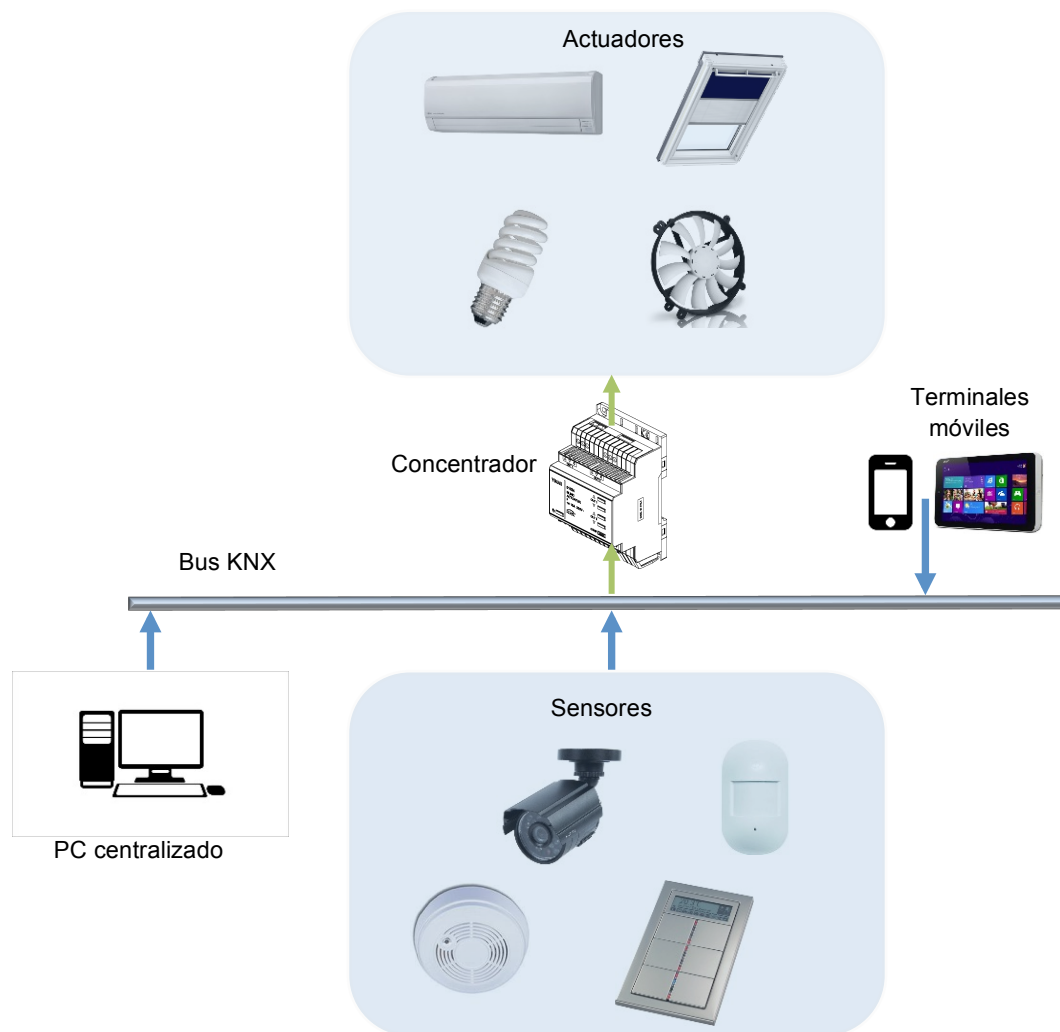 Actuadores
Concentrador
Terminales
móviles
Bus KNX
Sensores
PC centralizado